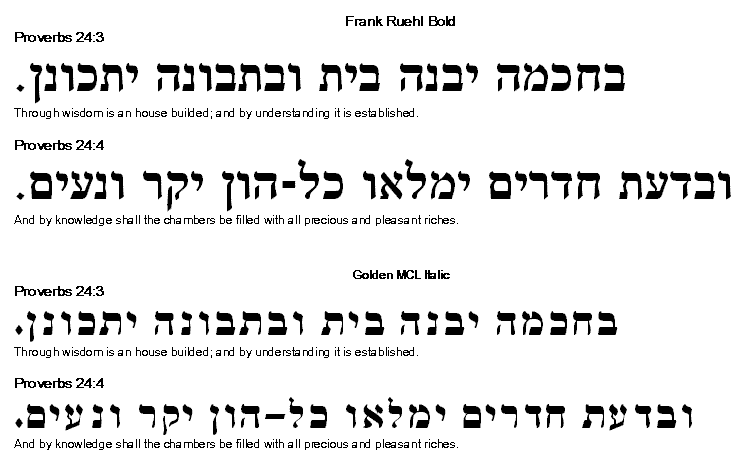 Frank Ruehl Bold
Proverbs 24:3
בחכמה יבנה בית ובתבונה יתכונן.
Through wisdom is an house builded; and by understanding it is established.
Proverbs 24:4
ובדעת חדרים ימלאו כל-הון יקר ונעים.
And by knowledge shall the chambers be filled with all precious and pleasant riches.
Golden MCL Italic
Proverbs 24:3
בחכמה יבנה בית ובתבונה יתכונן.
Through wisdom is an house builded; and by understanding it is established.
Proverbs 24:4
ובדעת חדרים ימלאו כל-הון יקר ונעים.
And by knowledge shall the chambers be filled with all precious and pleasant riches.